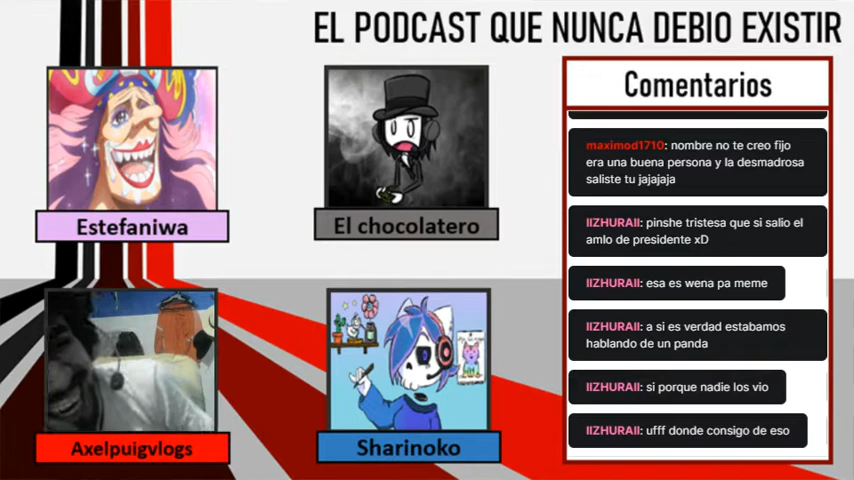 EL PODCAST QUE NUNCA DEBIO EXISTIR
Estefaniwa
El chocolatero
Axelpuigvlogs
Sharinoko
Comentarios
maximod1710: nombre no te creo fijo
era una buena persona y la desmadrosa
saliste tu jajajaja
IIZHURAII: pinshe tristesa que si salio el
amlo de presidente xD
IIZHURAII: esa es wena pa meme
IIZHURAII: a si es verdad estabamos
hablando de un panda
IIZHURAII: si porque nadie los vio
IIZHURAII: ufff donde consigo de eso